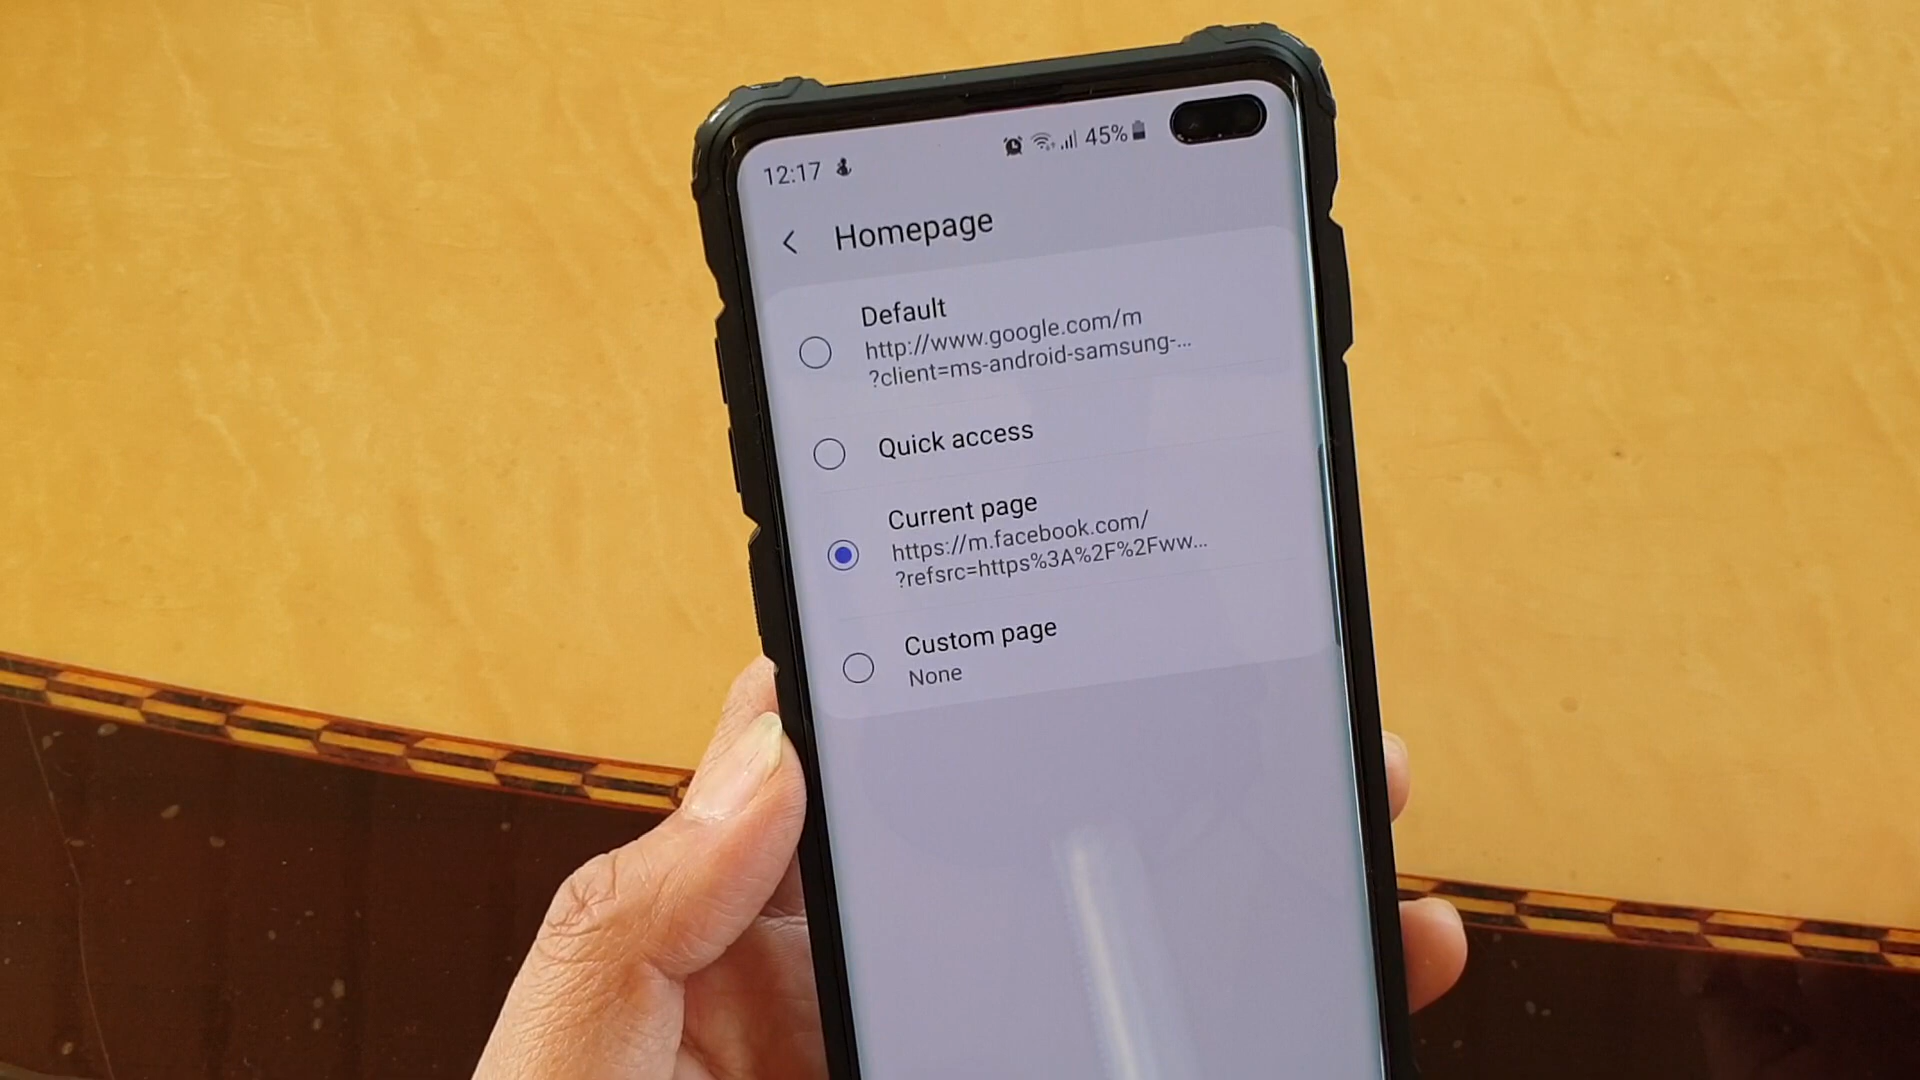 12:17
45%
Homepage
Default
http://www.google.com/m
?client=ms-android-samsung-...
Quick access
Current page
https://m.facebook.com/
?refsrc=https%3A%2F%2Fww...
Custom page
None